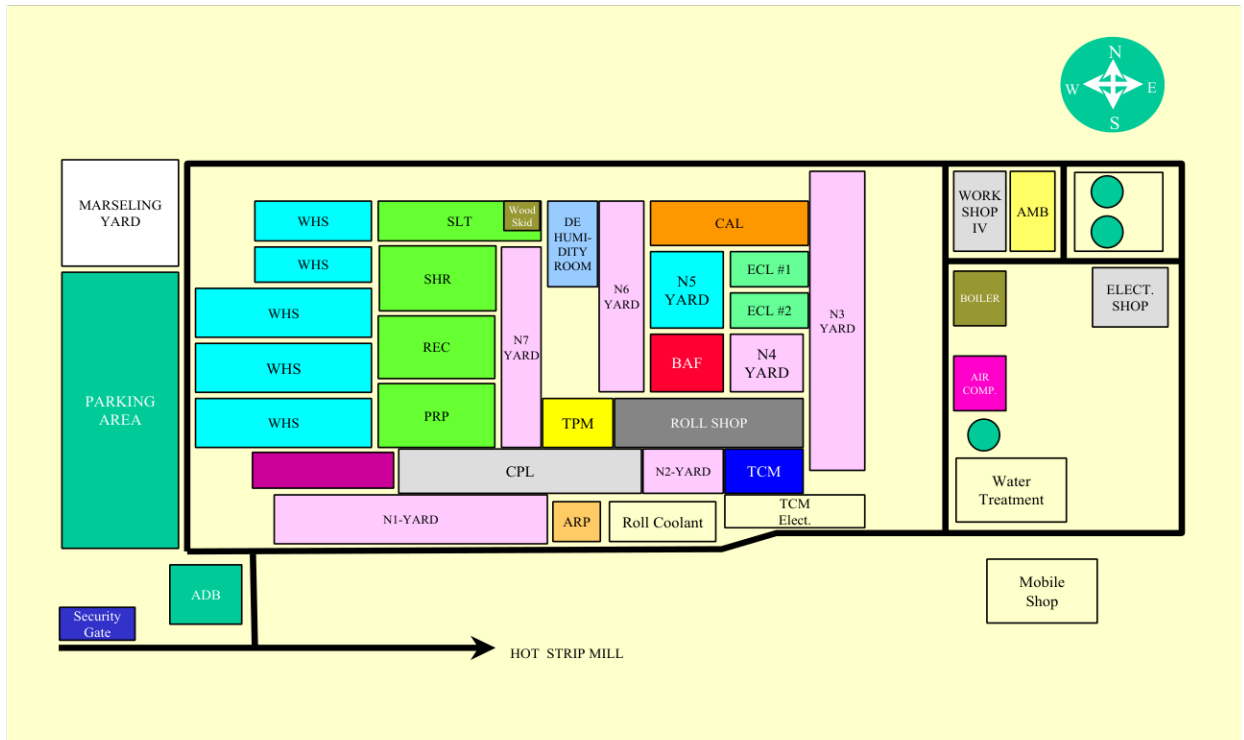 N
W
E
S
MARSELING
YARD
PARKING
AREA
WHS
WHS
WHS
WHS
WHS
SLT
Wood
Skid
SHR
REC
PRP
N7
YARD
DE
HUMI-
DITY
ROOM
N6
YARD
CAL
N5
YARD
ECL #1
ECL #2
BAF
N4
YARD
N3
YARD
TPM
ROLL SHOP
CPL
N2-YARD
TCM
N1-YARD
ARP
Roll Coolant
TCM
Elect.
WORK
SHOP
IV
AMB
BOILER
ELECT.
SHOP
AIR
COMP.
Water
Treatment
Mobile
Shop
ADB
Security
Gate
HOT STRIP MILL